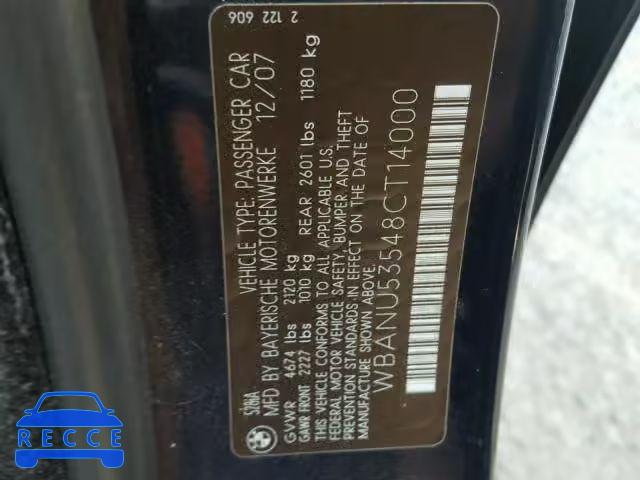 VEHICLE TYPE: PASSENGER CAR
MFD BY BAYERISCHE MOTORENWERKE 12/07
GVWR 4674 lbs 2120 kg
GAWR FRONT 2227 lbs 1010 kg REAR 2601 lbs 1180 kg
THIS VEHICLE CONFORMS TO ALL APPLICABLE U.S.
FEDERAL MOTOR VEHICLE SAFETY, BUMPER AND THEFT
PREVENTION STANDARDS IN EFFECT ON THE DATE OF
MANUFACTURE SHOWN ABOVE.
WBANU53548CT14000
2 122 606
BMW
RECCE